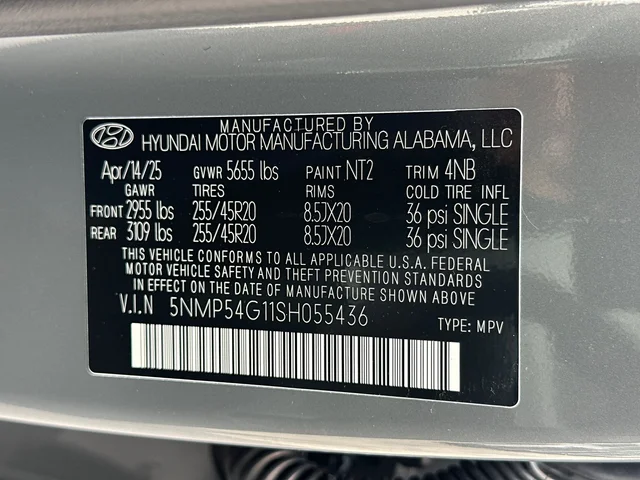 MANUFACTURED BY
HYUNDAI MOTOR MANUFACTURING ALABAMA, LLC
Apr/14/25 GVWR 5655 lbs PAINT NT2 TRIM 4NB
GAWR TIRES RIMS COLD TIRE INFL
FRONT 2955 lbs 255/45R20 8.5JX20 36 psi SINGLE
REAR 3109 lbs 255/45R20 8.5JX20 36 psi SINGLE
THIS VEHICLE CONFORMS TO ALL APPLICABLE U.S.A. FEDERAL
MOTOR VEHICLE SAFETY AND THEFT PREVENTION STANDARDS
IN EFFECT ON THE DATE OF MANUFACTURE SHOWN ABOVE.
V.I.N 5NMP54G11SH055436
TYPE: MPV